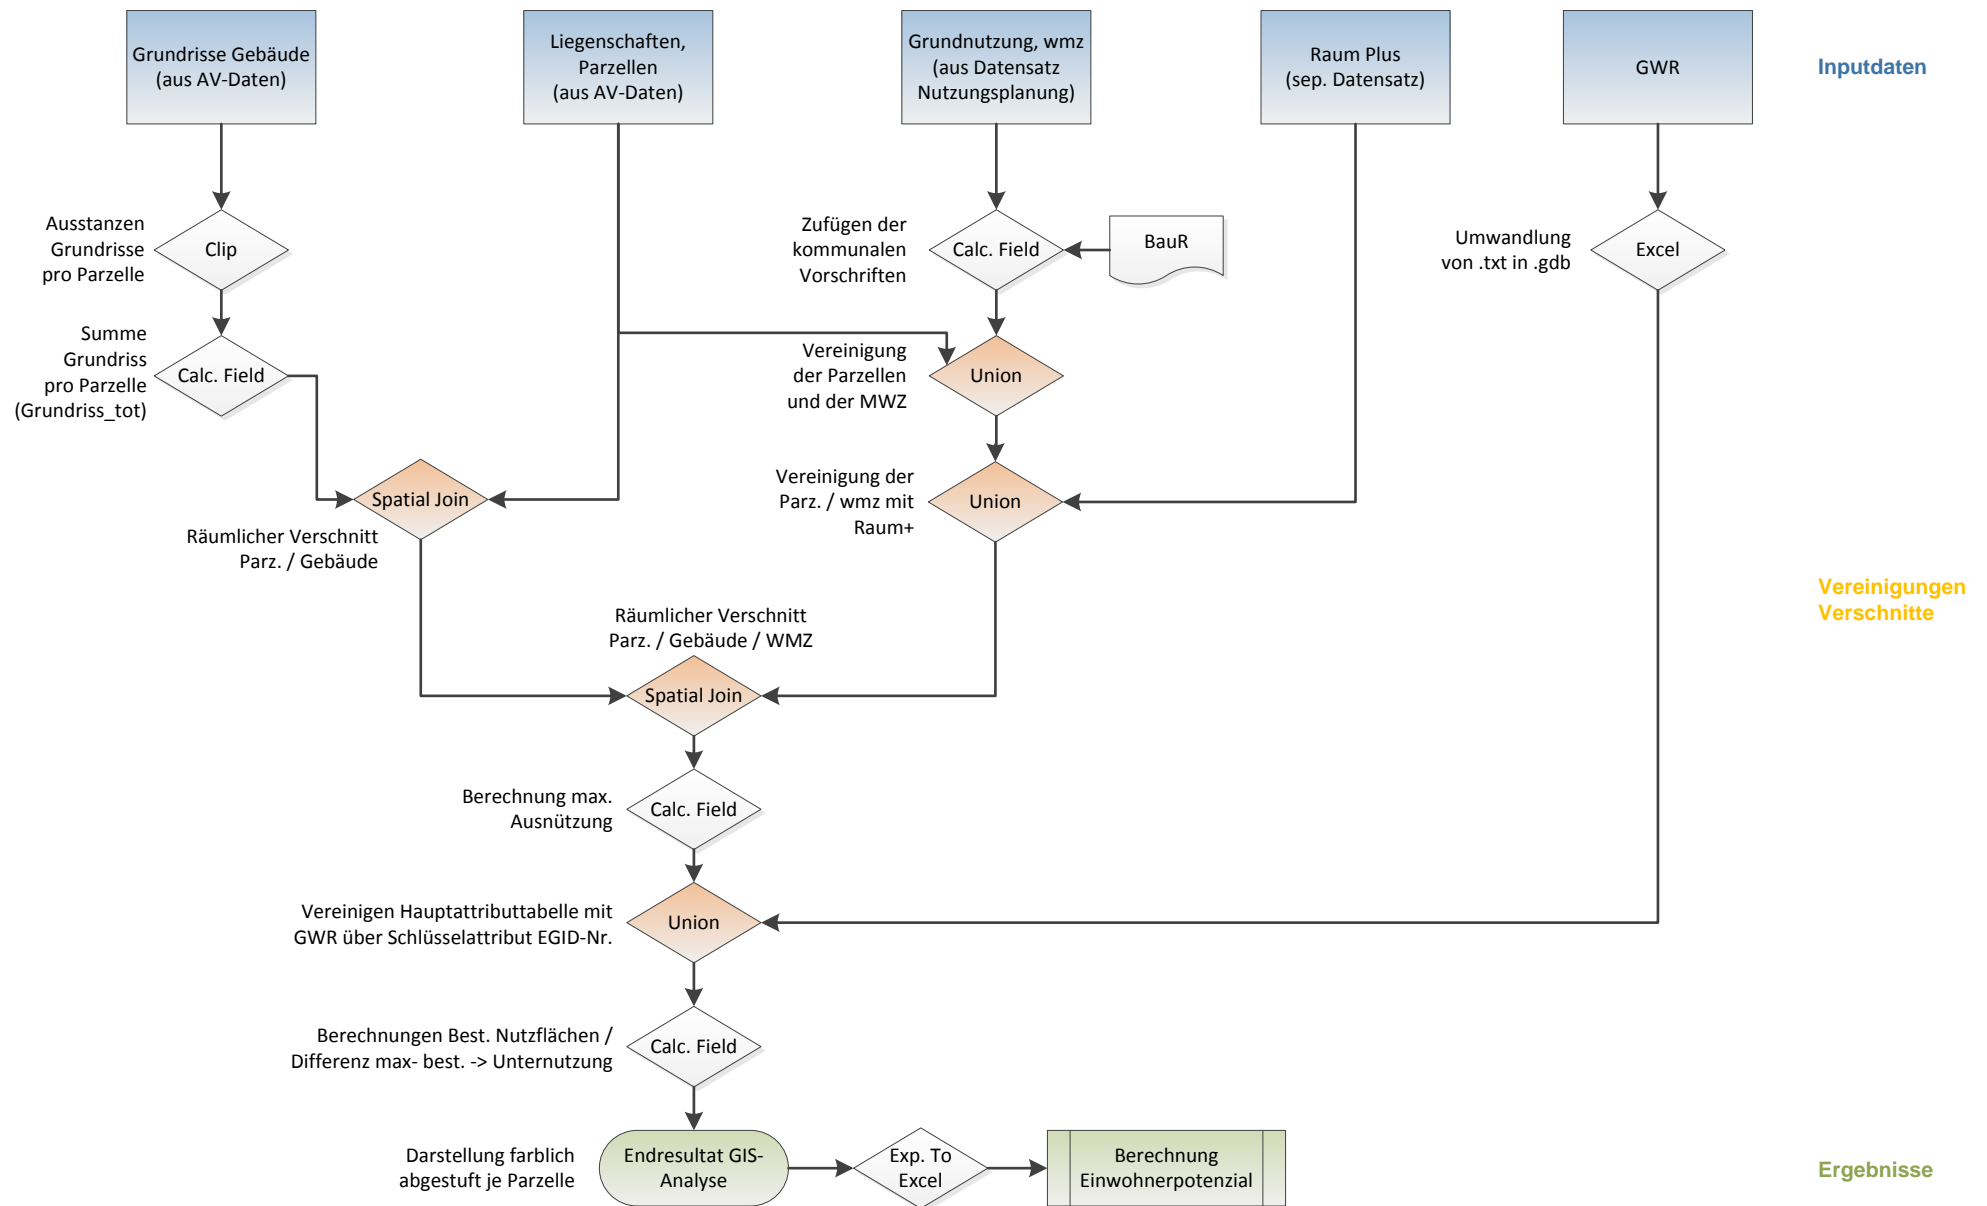 Grundrisse Gebäude
(aus AV-Daten)
Liegenschaften,
Parzellen
(aus AV-Daten)
Grundnutzung, wmz
(aus Datensatz
Nutzungsplanung)
Raum Plus
(sep. Datensatz)
GWR
Inputdaten
Ausstanzen
Grundrisse
pro Parzelle
Clip
Zufügen der
kommunalen
Vorschriften
Calc. Field
BauR
Umwandlung
von .txt in .gdb
Excel
Summe
Grundriss
pro Parzelle
(Grundriss_tot)
Calc. Field
Vereinigung
der Parzellen
und der MWZ
Union
Spatial Join
Räumlicher Verschnitt
Parz. / Gebäude
Vereinigung der
Parz. / wmz mit
Raum+
Union
Vereinigungen
Verschnitte
Räumlicher Verschnitt
Parz. / Gebäude / WMZ
Spatial Join
Berechnung max.
Ausnützung
Calc. Field
Vereinigen Hauptattributtabelle mit
GWR über Schlüsselattribut EGID-Nr.
Union
Berechnungen Best. Nutzflächen /
Differenz max- best. -> Unternutzung
Calc. Field
Darstellung farblich
abgestuft je Parzelle
Endresultat GIS-
Analyse
Exp. To
Excel
Berechnung
Einwohnerpotenzial
Ergebnisse